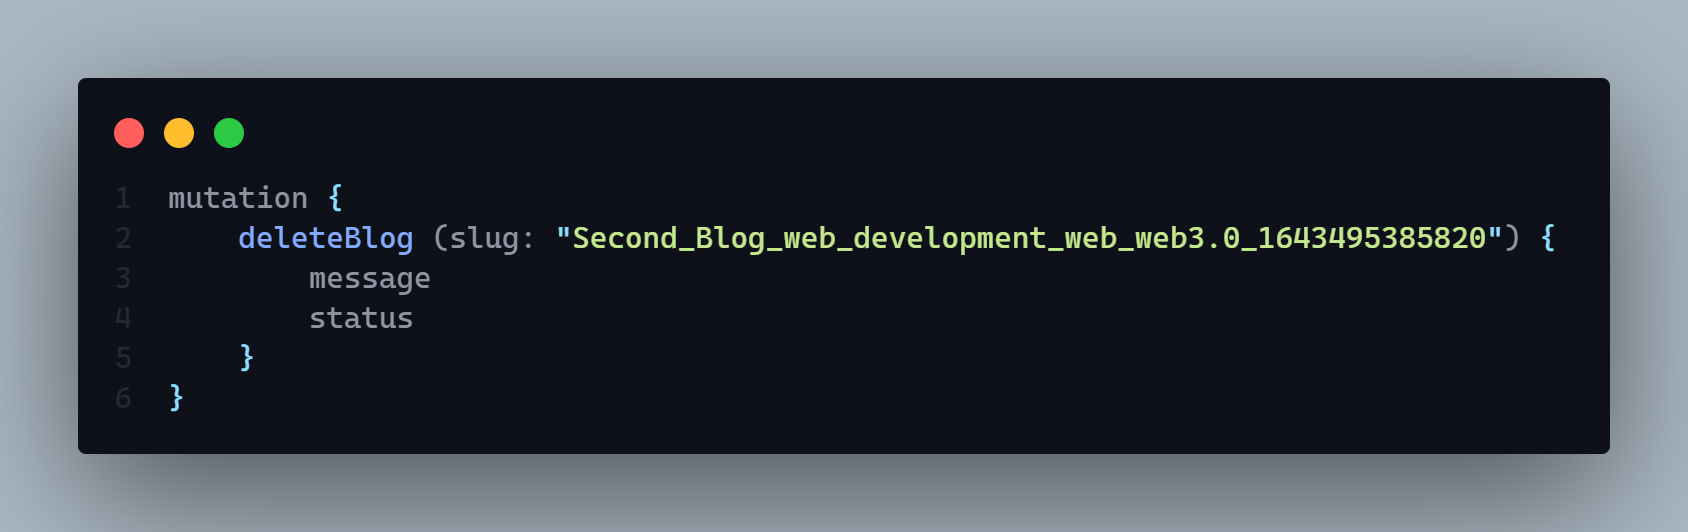 1 mutation {
2 deleteBlog (slug: "Second_Blog_web_development_web_web3.0_1643495385820") {
3 message
4 status
5 }
6 }